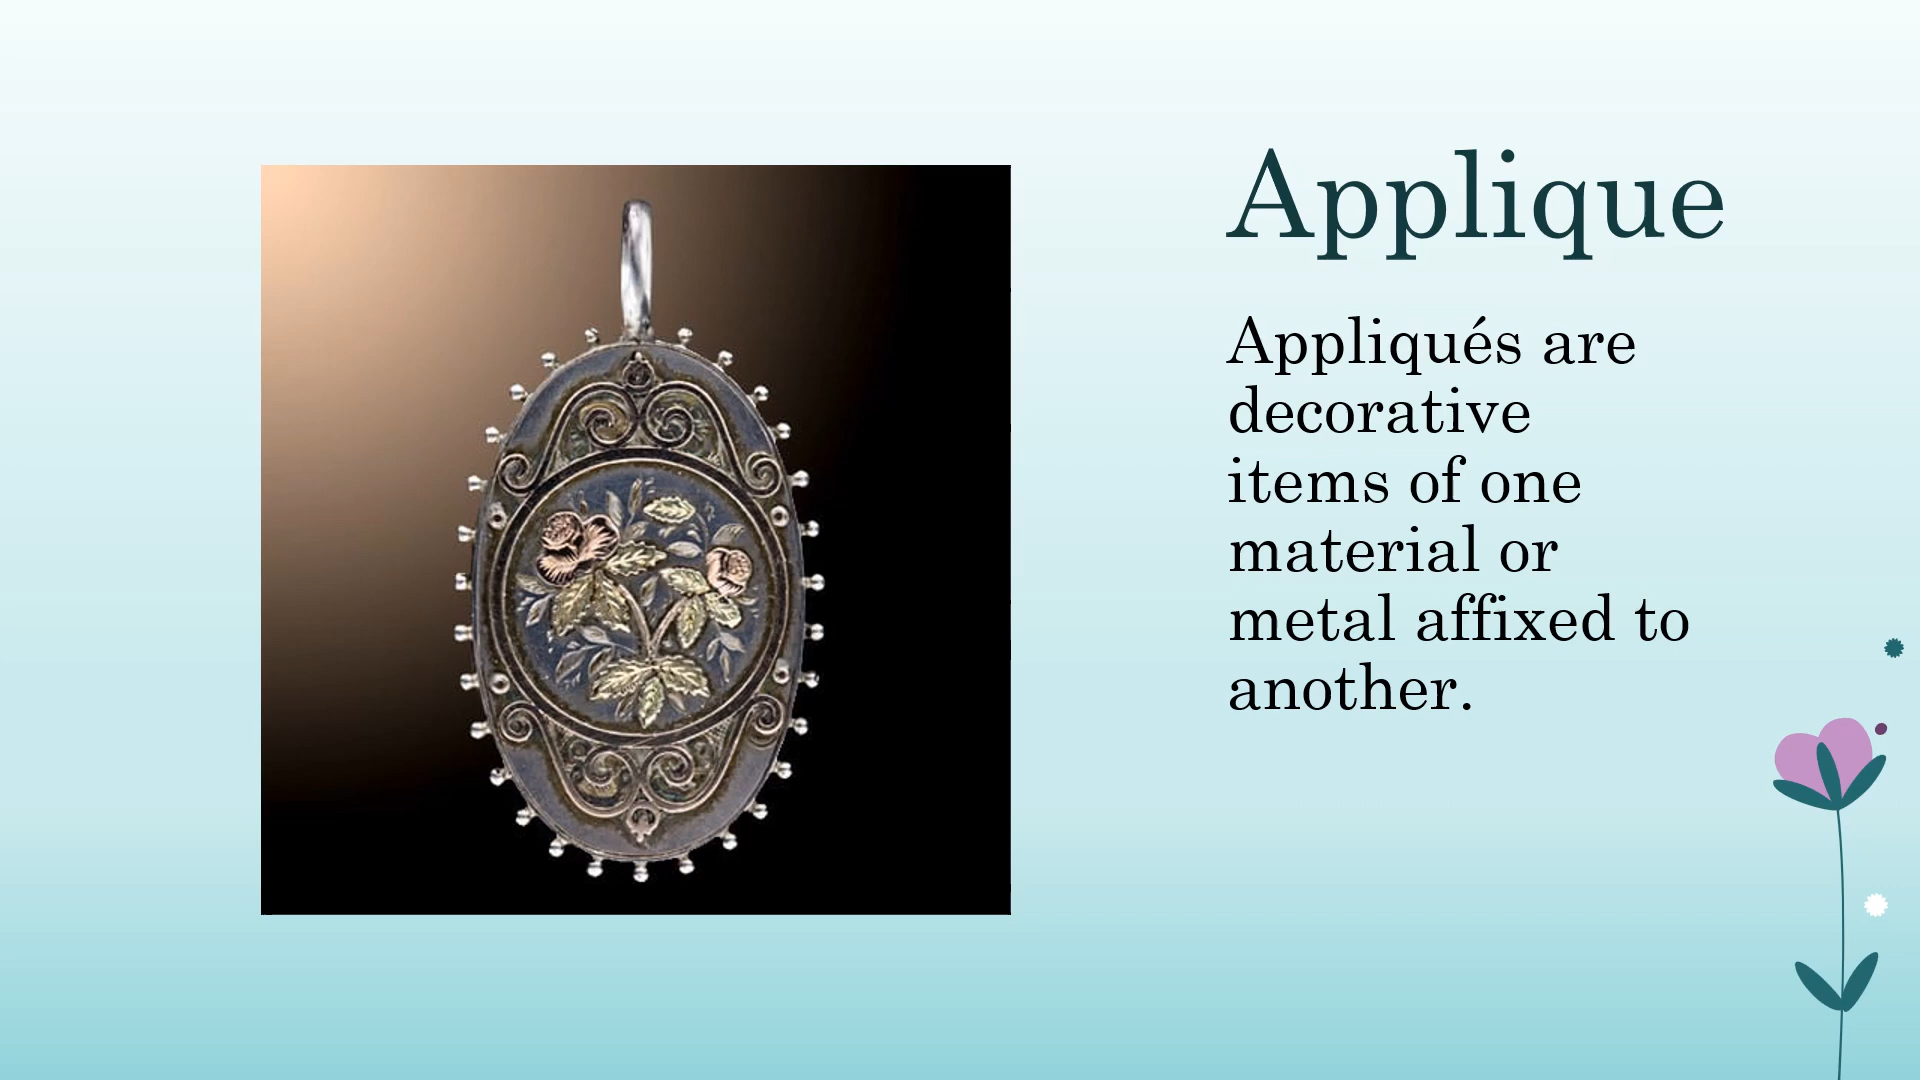 Applique
Appliqués are
decorative
items of one
material or
metal affixed to
another.